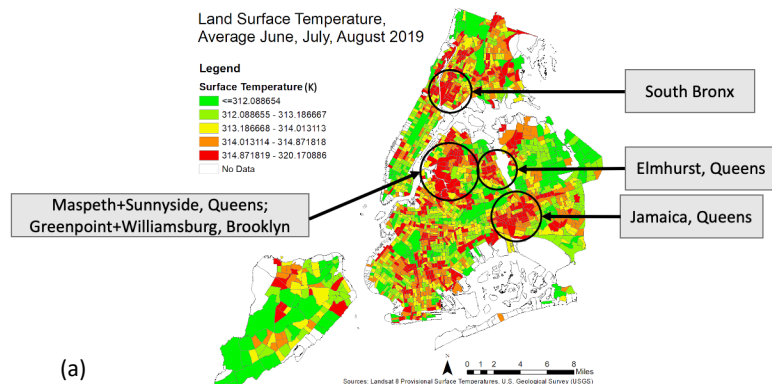 Land Surface Temperature,
Average June, July, August 2019
Legend
Surface Temperature (K)
<=312.088654
312.088655 - 313.186667
313.186668 - 314.013113
314.013114 - 314.871818
314.871819 - 320.170886
No Data
South Bronx
Elmhurst, Queens
Jamaica, Queens
Maspeth+Sunnyside, Queens;
Greenpoint+Williamsburg, Brooklyn
(a)
N
0 1 2 4 6 8
Miles
Sources: Landsat 8 Provisional Surface Temperatures, U.S. Geological Survey (USGS)